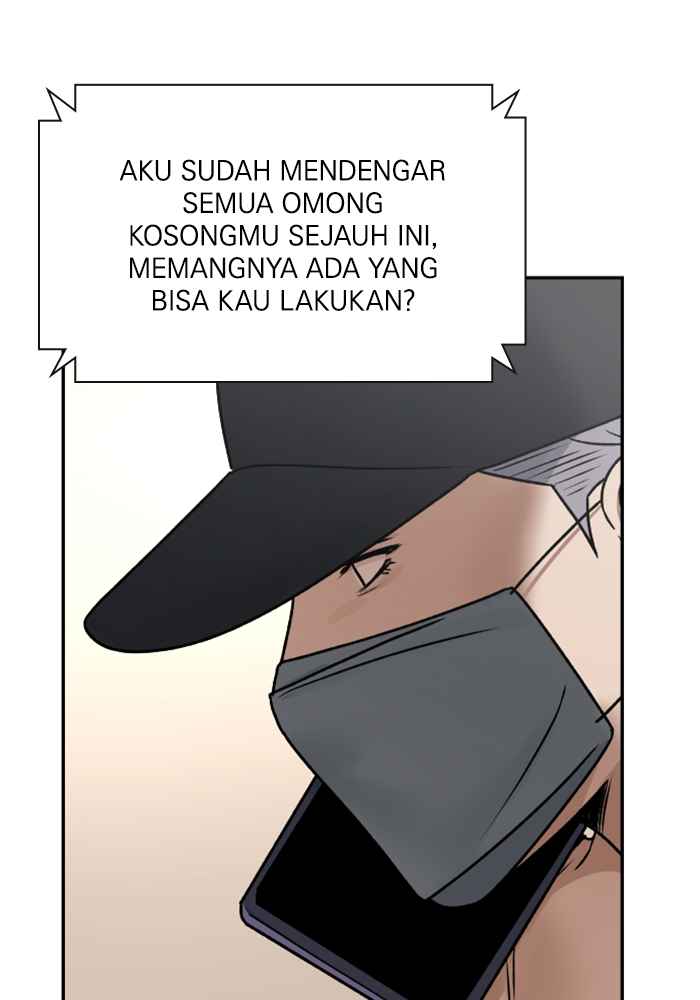 AKU SUDAH MENDENGAR
SEMUA OMONG
KOSONGMU SEJAUH INI,
MEMANGNYA ADA YANG
BISA KAU LAKUKAN?